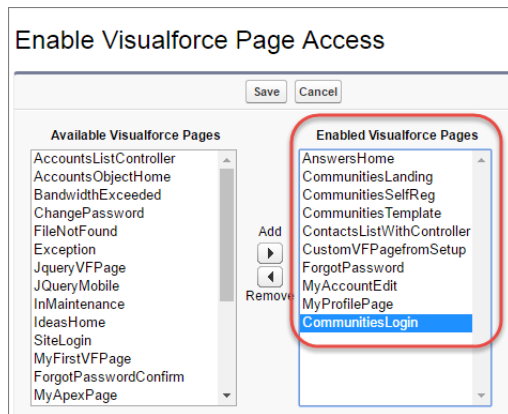 Enable Visualforce Page Access
Save Cancel
Available Visualforce Pages
AccountsListController
AccountsObjectHome
BandwidthExceeded
ChangePassword
FileNotFound
Exception
JqueryVFPage
JQueryMobile
InMaintenance
IdeasHome
SiteLogin
MyFirstVFPage
ForgotPasswordConfirm
MyApexPage
Add
Remove
Enabled Visualforce Pages
AnswersHome
CommunitiesLanding
CommunitiesSelfReg
CommunitiesTemplate
ContactsListWithController
CustomVFPagefromSetup
ForgotPassword
MyAccountEdit
MyProfilePage
CommunitiesLogin